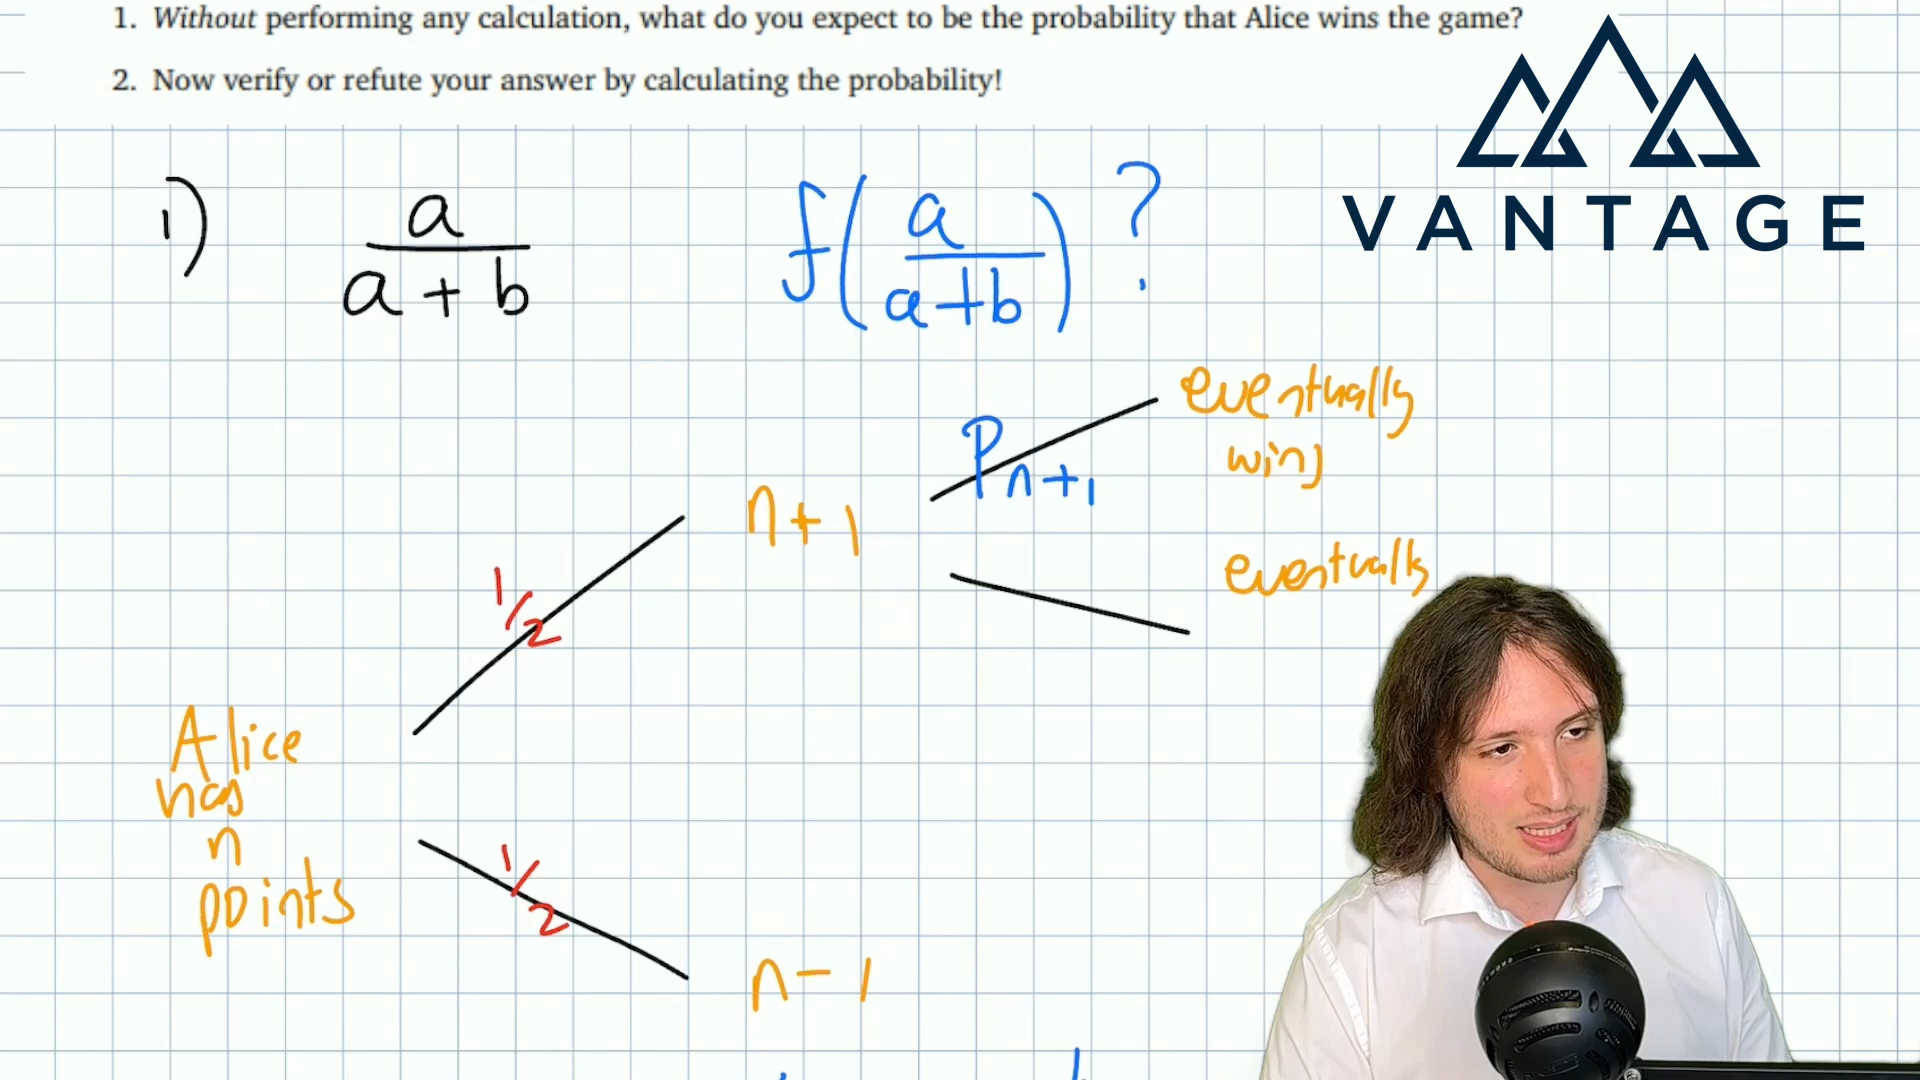 1. Without performing any calculation, what do you expect to be the probability that Alice wins the game?
2. Now verify or refute your answer by calculating the probability!
VANTAGE
1)
a
a + b
f(a/a+b)?
eventually
wins
P n+1
n + 1
eventually
1/2
Alice
has
n
points
1/2
n - 1